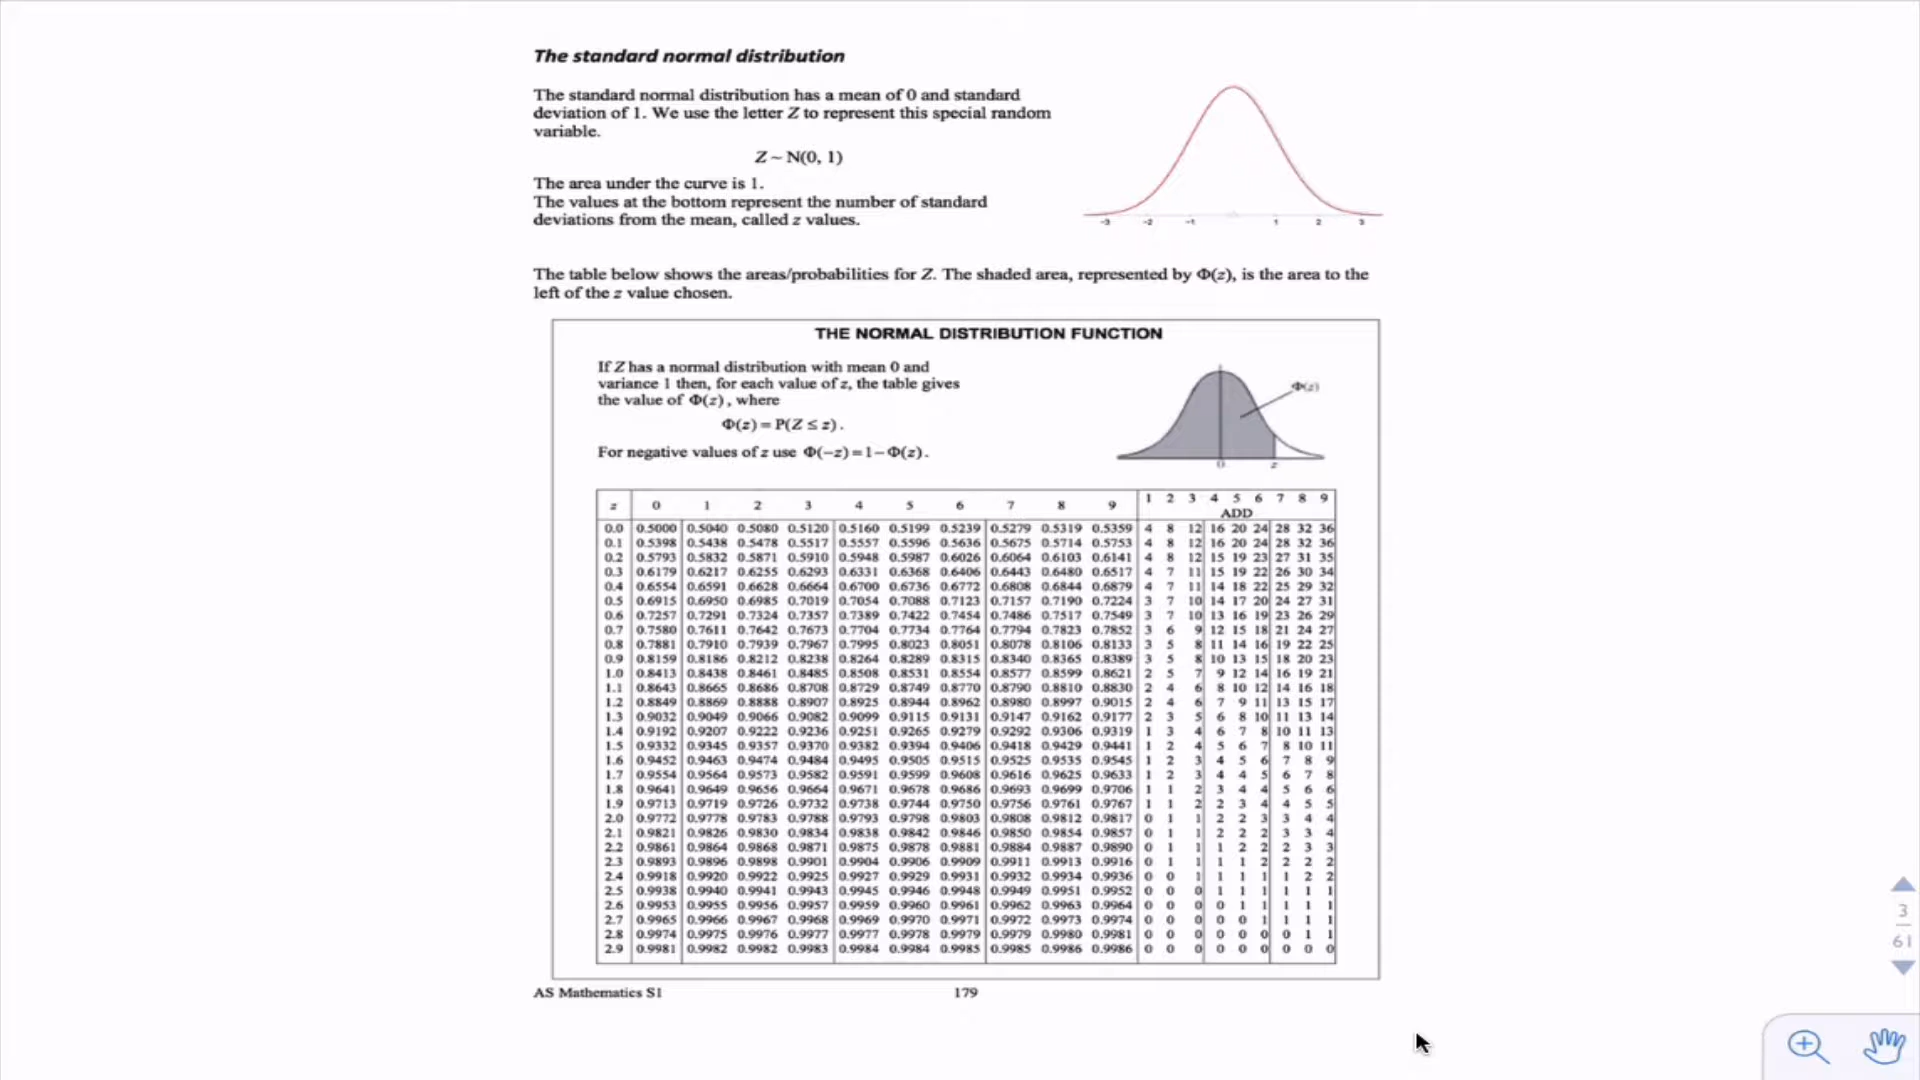 The standard normal distribution
The standard normal distribution has a mean of 0 and standard
deviation of 1. We use the letter Z to represent this special random
variable.
Z ~ N(0, 1)
The area under the curve is 1.
The values at the bottom represent the number of standard
deviations from the mean, called z values.
-3 -2 -1 1 2 3
The table below shows the areas/probabilities for Z. The shaded area, represented by Φ(z), is the area to the
left of the z value chosen.
THE NORMAL DISTRIBUTION FUNCTION
If Z has a normal distribution with mean 0 and
variance 1 then, for each value of z, the table gives
the value of Φ(z), where
Φ(z) = P(Z ≤ z).
For negative values of z use Φ(−z) = 1 − Φ(z).
Φ(z)
0 z
z 0 1 2 3 4 5 6 7 8 9 1 2 3 4 5 6 7 8 9
ADD
0.0 0.5000 0.5040 0.5080 0.5120 0.5160 0.5199 0.5239 0.5279 0.5319 0.5359 4 8 12 16 20 24 28 32 36
0.1 0.5398 0.5438 0.5478 0.5517 0.5557 0.5596 0.5636 0.5675 0.5714 0.5753 4 8 12 16 20 24 28 32 36
0.2 0.5793 0.5832 0.5871 0.5910 0.5948 0.5987 0.6026 0.6064 0.6103 0.6141 4 8 12 15 19 23 27 31 35
0.3 0.6179 0.6217 0.6255 0.6293 0.6331 0.6368 0.6406 0.6443 0.6480 0.6517 4 7 11 15 19 22 26 30 34
0.4 0.6554 0.6591 0.6628 0.6664 0.6700 0.6736 0.6772 0.6808 0.6844 0.6879 4 7 11 14 18 22 25 29 32
0.5 0.6915 0.6950 0.6985 0.7019 0.7054 0.7088 0.7123 0.7157 0.7190 0.7224 3 7 10 14 17 20 24 27 31
0.6 0.7257 0.7291 0.7324 0.7357 0.7389 0.7422 0.7454 0.7486 0.7517 0.7549 3 7 10 13 16 19 23 26 29
0.7 0.7580 0.7611 0.7642 0.7673 0.7704 0.7734 0.7764 0.7794 0.7823 0.7852 3 6 9 12 15 18 21 24 27
0.8 0.7881 0.7910 0.7939 0.7967 0.7995 0.8023 0.8051 0.8078 0.8106 0.8133 3 5 8 11 14 16 19 22 25
0.9 0.8159 0.8186 0.8212 0.8238 0.8264 0.8289 0.8315 0.8340 0.8365 0.8389 3 5 8 10 13 15 18 20 23
1.0 0.8413 0.8438 0.8461 0.8485 0.8508 0.8531 0.8554 0.8577 0.8599 0.8621 2 5 7 9 12 14 16 19 21
1.1 0.8643 0.8665 0.8686 0.8708 0.8729 0.8749 0.8770 0.8790 0.8810 0.8830 2 4 6 8 10 12 14 16 18
1.2 0.8849 0.8869 0.8888 0.8907 0.8925 0.8944 0.8962 0.8980 0.8997 0.9015 2 4 6 7 9 11 13 15 17
1.3 0.9032 0.9049 0.9066 0.9082 0.9099 0.9115 0.9131 0.9147 0.9162 0.9177 2 3 5 6 8 10 11 13 14
1.4 0.9192 0.9207 0.9222 0.9236 0.9251 0.9265 0.9279 0.9292 0.9306 0.9319 1 3 4 6 7 8 10 11 13
1.5 0.9332 0.9345 0.9357 0.9370 0.9382 0.9394 0.9406 0.9418 0.9429 0.9441 1 2 4 5 6 7 8 10 11
1.6 0.9452 0.9463 0.9474 0.9484 0.9495 0.9505 0.9515 0.9525 0.9535 0.9545 1 2 3 4 5 6 7 8 9
1.7 0.9554 0.9564 0.9573 0.9582 0.9591 0.9599 0.9608 0.9616 0.9625 0.9633 1 2 3 4 4 5 6 7 8
1.8 0.9641 0.9649 0.9656 0.9664 0.9671 0.9678 0.9686 0.9693 0.9699 0.9706 1 1 2 3 4 4 5 6 6
1.9 0.9713 0.9719 0.9726 0.9732 0.9738 0.9744 0.9750 0.9756 0.9761 0.9767 1 1 2 2 3 4 4 5 5
2.0 0.9772 0.9778 0.9783 0.9788 0.9793 0.9798 0.9803 0.9808 0.9812 0.9817 0 1 1 2 2 3 3 4 4
2.1 0.9821 0.9826 0.9830 0.9834 0.9838 0.9842 0.9846 0.9850 0.9854 0.9857 0 1 1 2 2 2 3 3 4
2.2 0.9861 0.9864 0.9868 0.9871 0.9875 0.9878 0.9881 0.9884 0.9887 0.9890 0 1 1 1 2 2 2 3 3
2.3 0.9893 0.9896 0.9898 0.9901 0.9904 0.9906 0.9909 0.9911 0.9913 0.9916 0 1 1 1 1 2 2 2 2
2.4 0.9918 0.9920 0.9922 0.9925 0.9927 0.9929 0.9931 0.9932 0.9934 0.9936 0 0 1 1 1 1 1 2 2
2.5 0.9938 0.9940 0.9941 0.9943 0.9945 0.9946 0.9948 0.9949 0.9951 0.9952 0 0 0 1 1 1 1 1 1
2.6 0.9953 0.9955 0.9956 0.9957 0.9959 0.9960 0.9961 0.9962 0.9963 0.9964 0 0 0 0 1 1 1 1 1
2.7 0.9965 0.9966 0.9967 0.9968 0.9969 0.9970 0.9971 0.9972 0.9973 0.9974 0 0 0 0 0 1 1 1 1
2.8 0.9974 0.9975 0.9976 0.9977 0.9977 0.9978 0.9979 0.9979 0.9980 0.9981 0 0 0 0 0 0 0 1 1
2.9 0.9981 0.9982 0.9982 0.9983 0.9984 0.9984 0.9985 0.9985 0.9986 0.9986 0 0 0 0 0 0 0 0 0
AS Mathematics S1 179
3
61